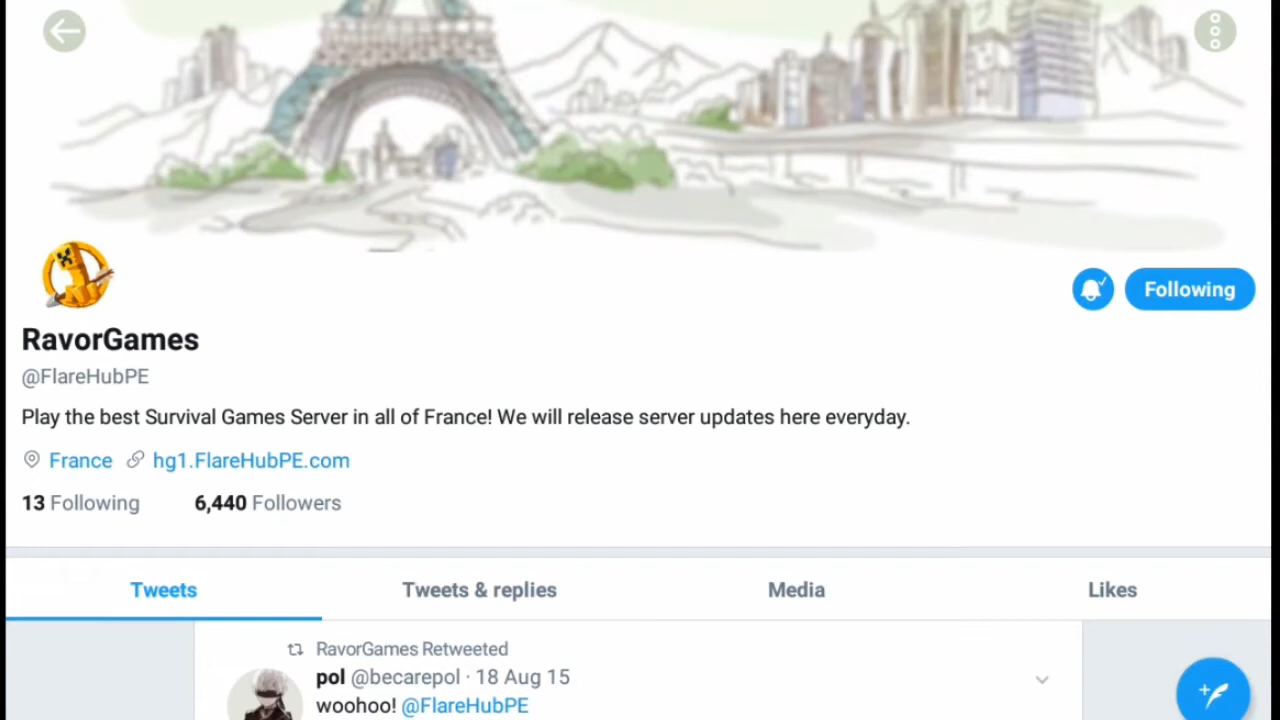 Following
RavorGames
@FlareHubPE
Play the best Survival Games Server in all of France! We will release server updates here everyday.
France hg1.FlareHubPE.com
13 Following 6,440 Followers
Tweets Tweets & replies Media Likes
RavorGames Retweeted
pol @becarepol · 18 Aug 15
woohoo! @FlareHubPE